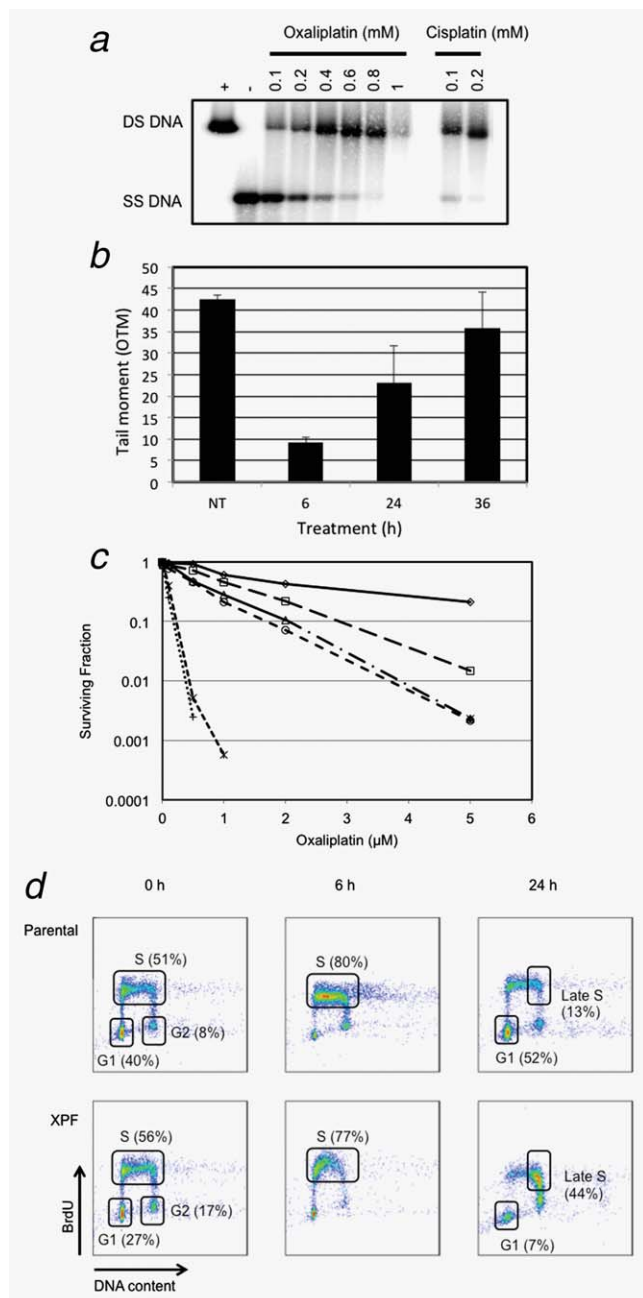 a
Oxaliplatin (mM) Cisplatin (mM)
+ - 0.1 0.2 0.4 0.6 0.8 1 0.1 0.2
DS DNA
SS DNA
b
50
45
40
35
30
25
20
15
10
5
0
Tail moment (OTM)
NT 6 24 36
Treatment (h)
c
1
0.1
0.01
0.001
0.0001
Surviving Fraction
0 1 2 3 4 5 6
Oxaliplatin (µM)
d
0 h 6 h 24 h
Parental
S (51%)
G2 (8%)
G1 (40%)
S (80%)
Late S
(13%)
G1 (52%)
XPF
S (56%)
G2 (17%)
G1 (27%)
S (77%)
Late S
(44%)
G1 (7%)
BrdU
DNA content